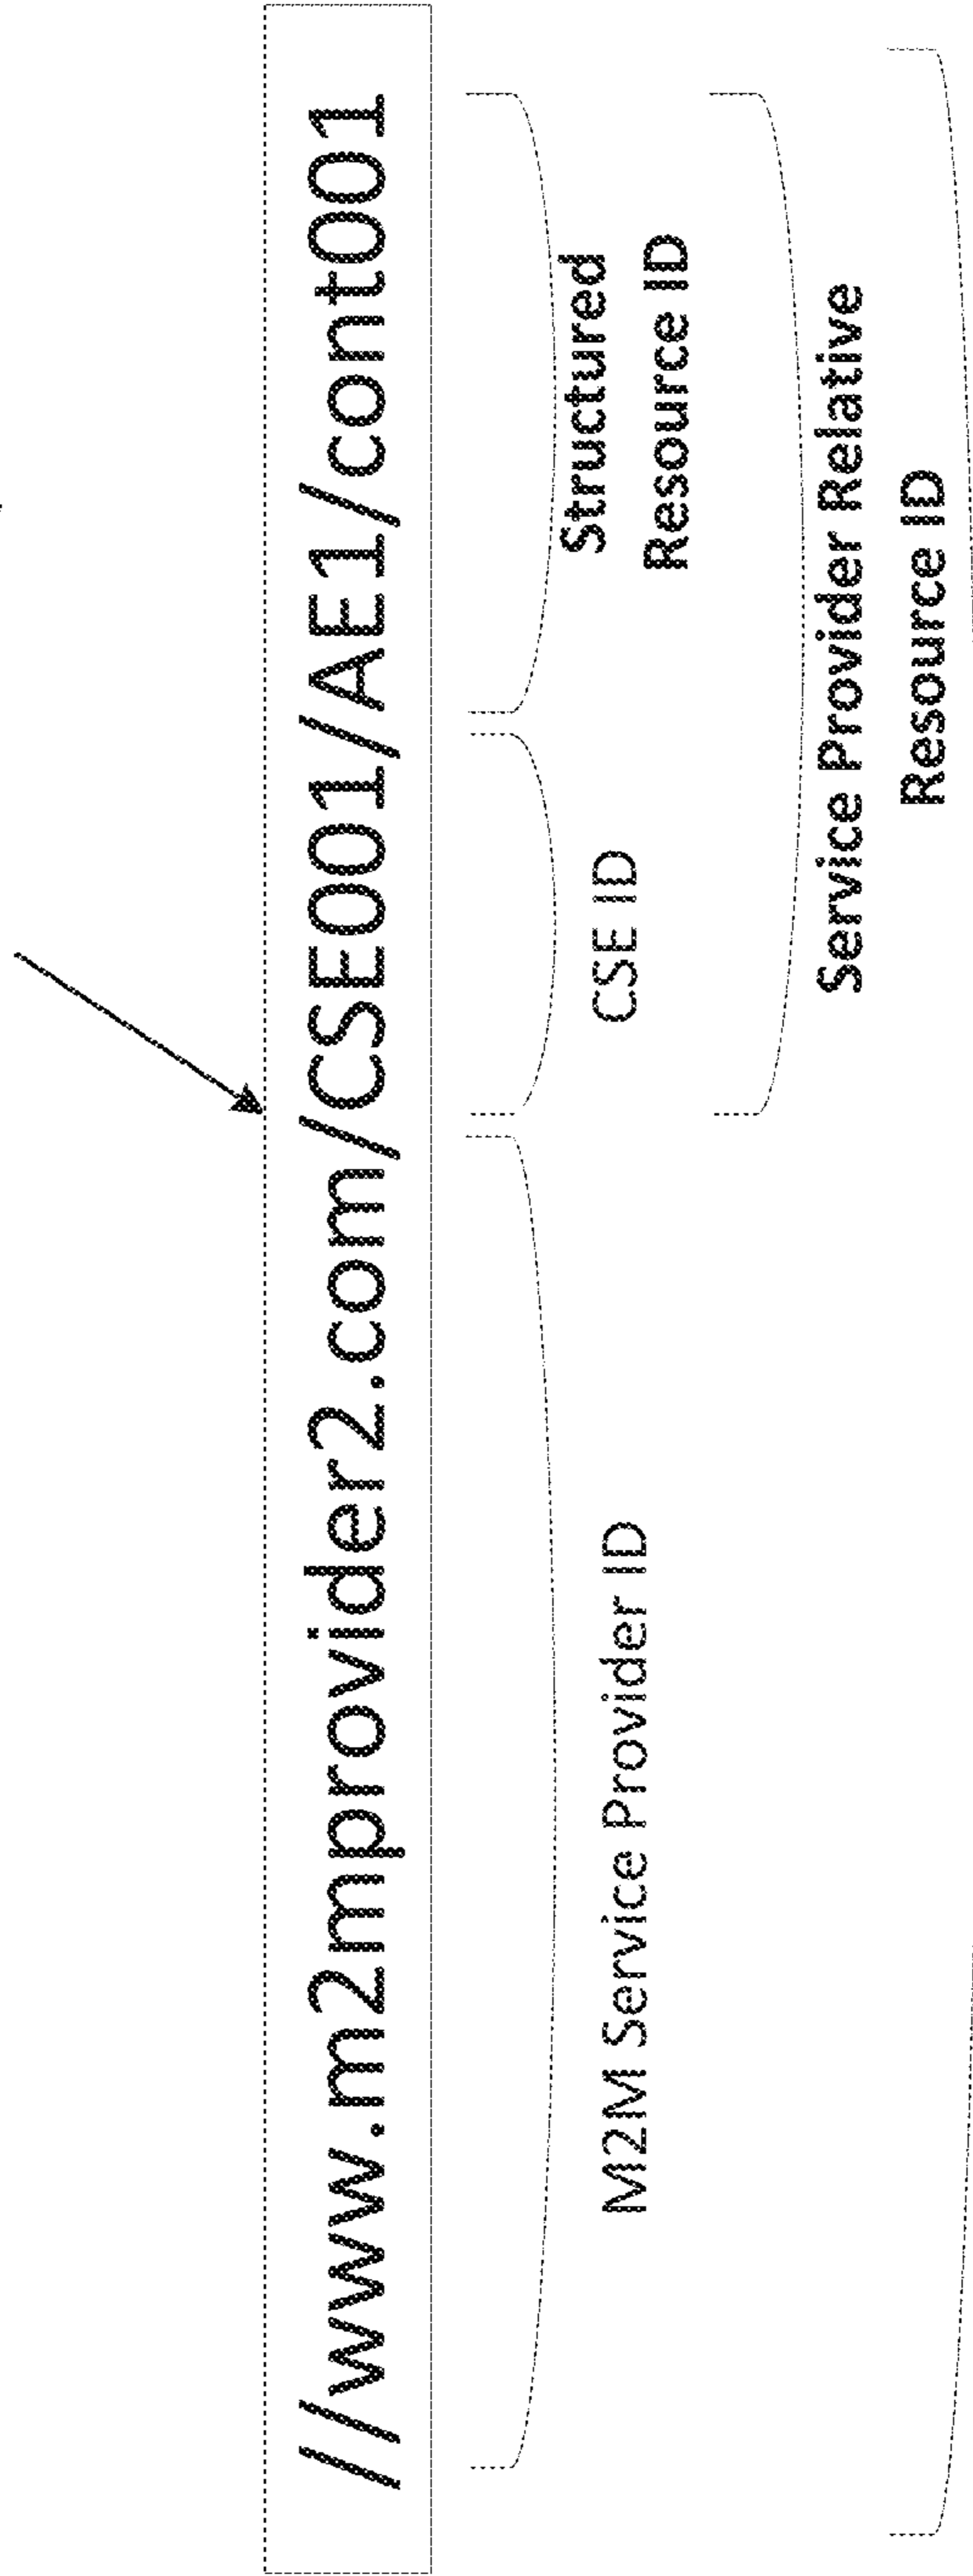 //www.m2mprovider2.com/CSE001/AE1/cont001
M2M Service Provider ID
CSE ID
Structured
Resource ID
Service Provider Relative
Resource ID